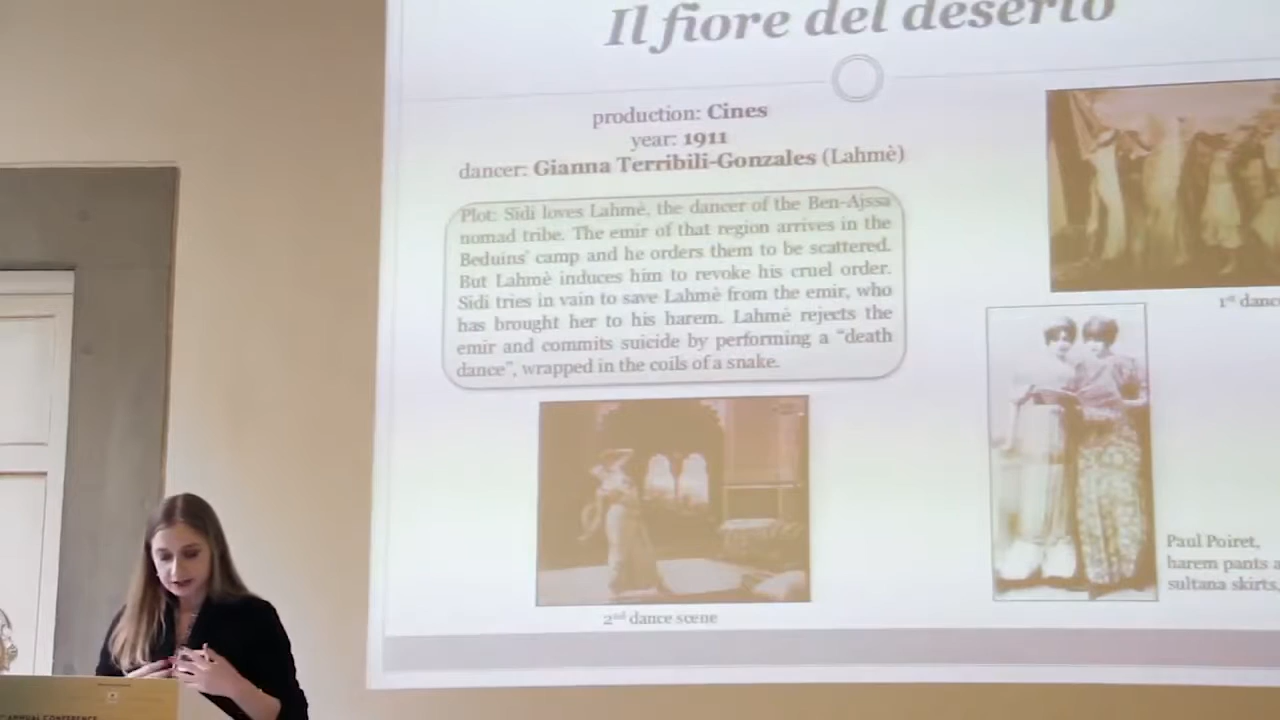 Il fiore del deserto
production: Cines
year: 1911
dancer: Gianna Terribili-Gonzales (Lahmè)
Plot: Sidi loves Lahmè, the dancer of the Ben-Ajssa
nomad tribe. The emir of that region arrives in the
Beduins' camp and he orders them to be scattered.
But Lahmè induces him to revoke his cruel order.
Sidi tries in vain to save Lahmè from the emir, who
has brought her to his harem. Lahmè rejects the
emir and commits suicide by performing a “death
dance”, wrapped in the coils of a snake.
1st danc
2nd dance scene
Paul Poiret,
harem pants a
sultana skirts,
ANNUAL CONFERENCE